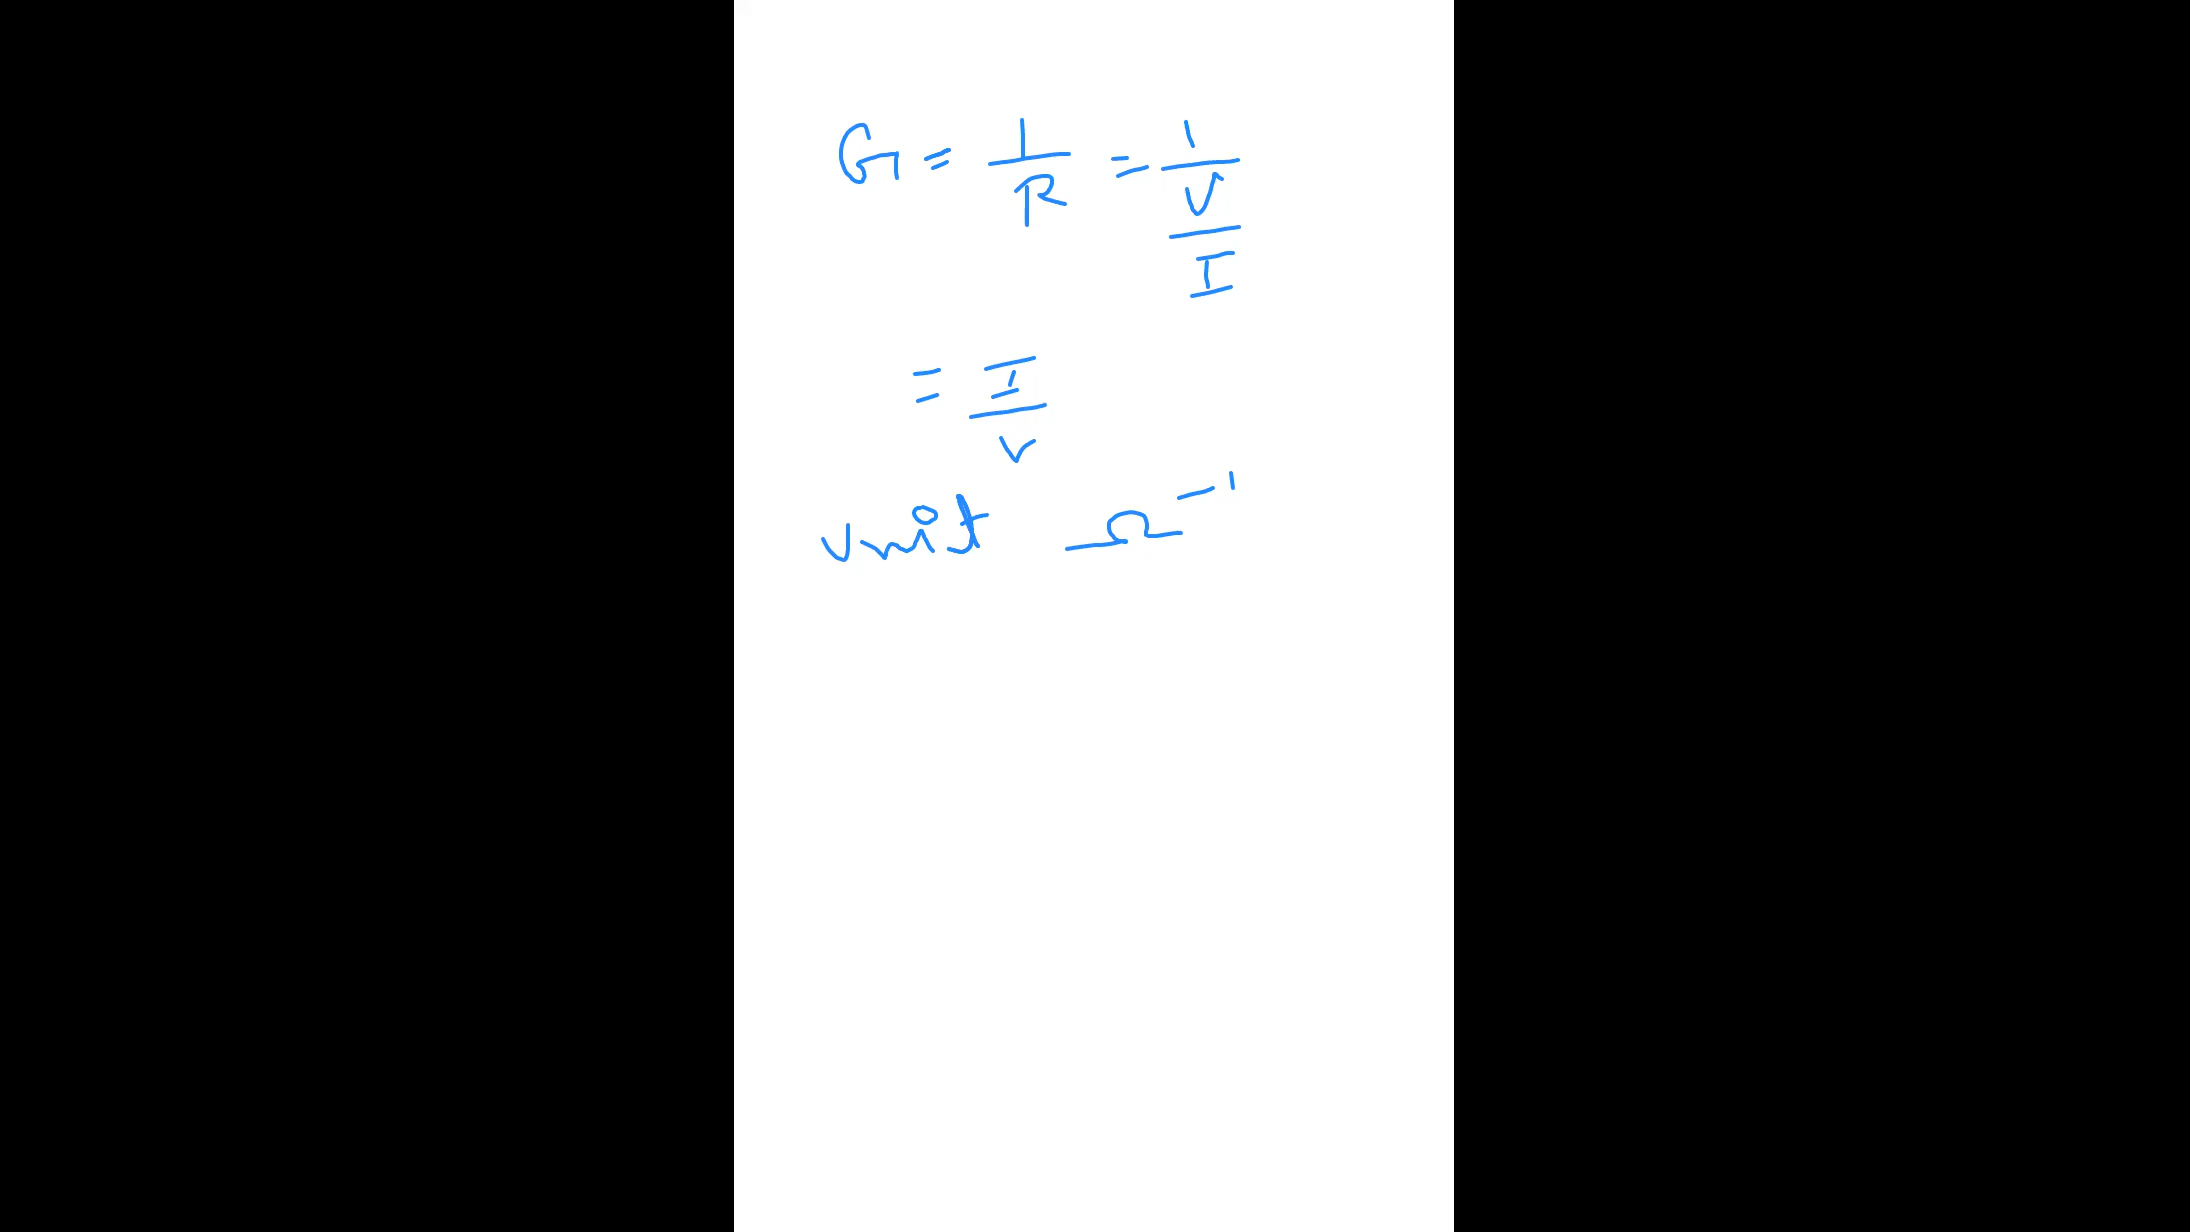 G = 1/R = 1/V/I
= I/V
Unit Ω⁻¹